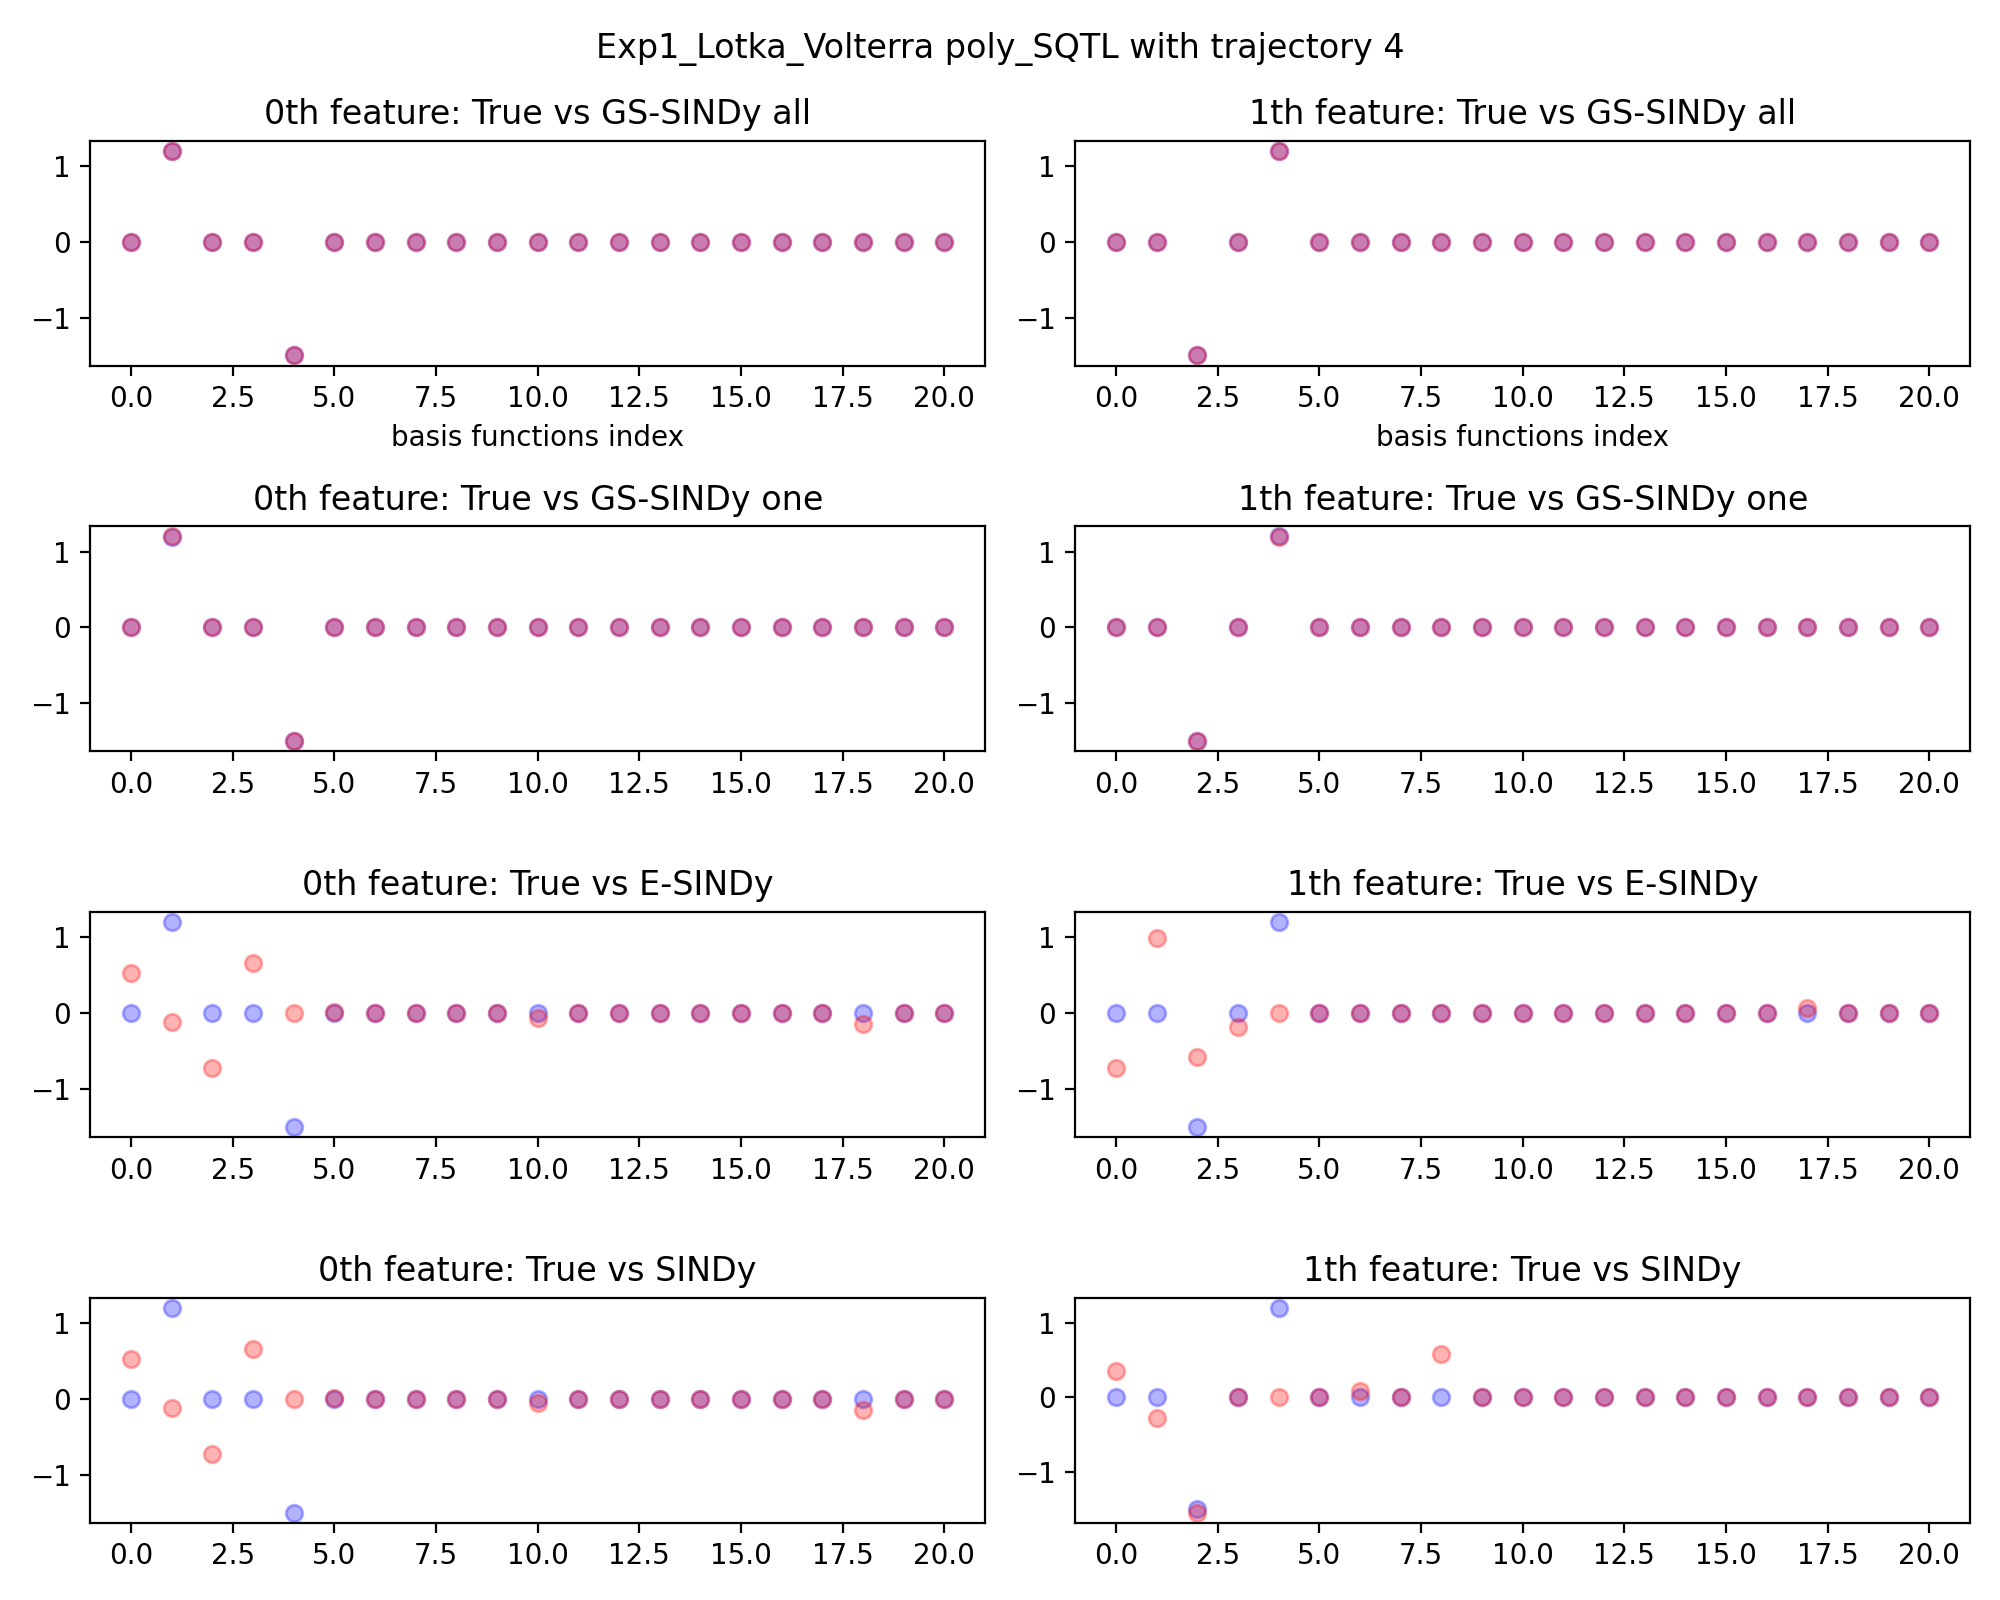 Exp1_Lotka_Volterra poly_SQTL with trajectory 4
0th feature: True vs GS-SINDy all
1
0
−1
0.0 2.5 5.0 7.5 10.0 12.5 15.0 17.5 20.0
basis functions index
1th feature: True vs GS-SINDy all
1
0
−1
0.0 2.5 5.0 7.5 10.0 12.5 15.0 17.5 20.0
basis functions index
0th feature: True vs GS-SINDy one
1
0
−1
0.0 2.5 5.0 7.5 10.0 12.5 15.0 17.5 20.0
1th feature: True vs GS-SINDy one
1
0
−1
0.0 2.5 5.0 7.5 10.0 12.5 15.0 17.5 20.0
0th feature: True vs E-SINDy
1
0
−1
0.0 2.5 5.0 7.5 10.0 12.5 15.0 17.5 20.0
1th feature: True vs E-SINDy
1
0
−1
0.0 2.5 5.0 7.5 10.0 12.5 15.0 17.5 20.0
0th feature: True vs SINDy
1
0
−1
0.0 2.5 5.0 7.5 10.0 12.5 15.0 17.5 20.0
1th feature: True vs SINDy
1
0
−1
0.0 2.5 5.0 7.5 10.0 12.5 15.0 17.5 20.0